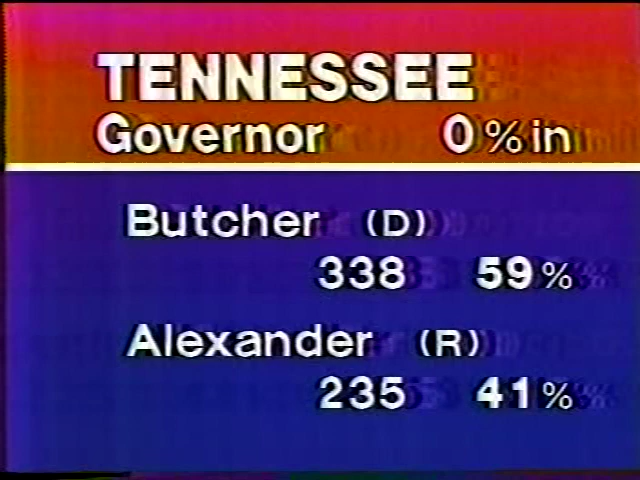 TENNESSEE
Governor 0% in
Butcher (D)
338 59%
Alexander (R)
235 41%